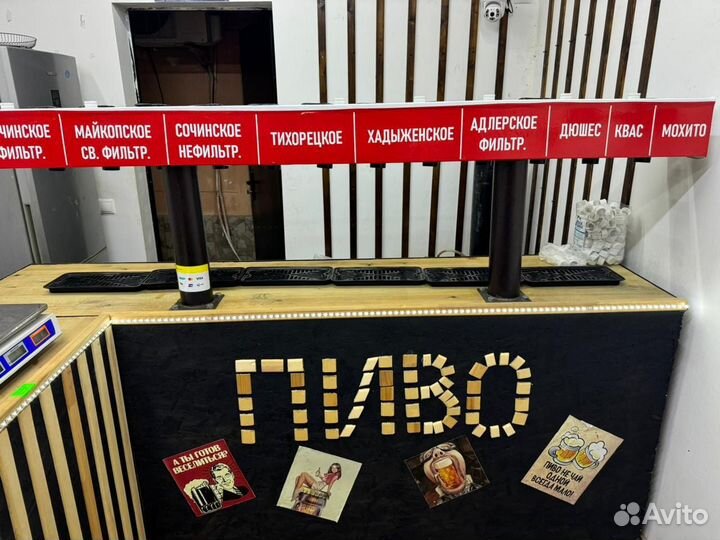 ЧИНСКОЕ
ФИЛЬТР.
МАЙКОПСКОЕ
СВ. ФИЛЬТР.
СОЧИНСКОЕ
НЕФИЛЬТР.
ТИХОРЕЦКОЕ
ХАДЫЖЕНСКОЕ
АДЛЕРСКОЕ
ФИЛЬТР.
ДЮШЕС
КВАС
МОХИТО
ПИВО
А ТЫ ГОТОВ
ВЕСЕЛИТЬСЯ?
ПИВО НЕ ЧАЙ
ОДНОЙ
ВСЕГДА МАЛО!
Avito